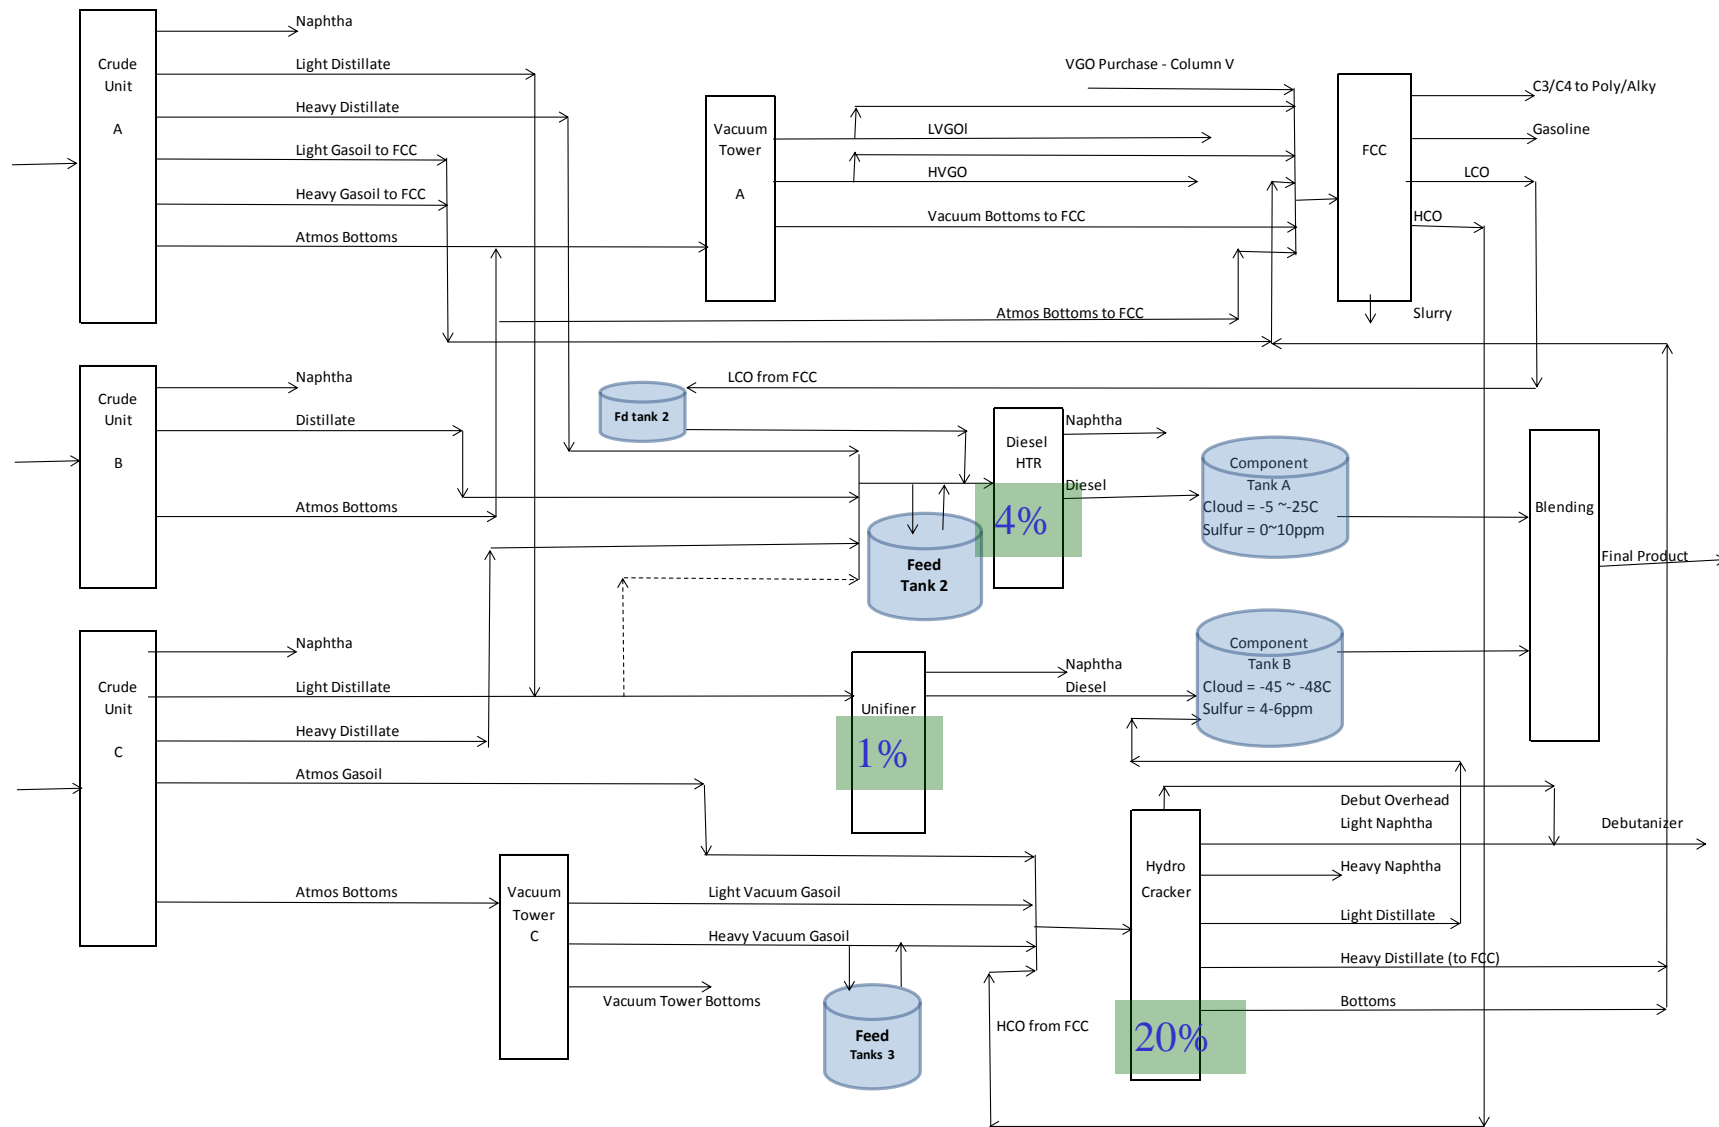 Naphtha
Light Distillate
Heavy Distillate
Light Gasoil to FCC
Heavy Gasoil to FCC
Atmos Bottoms
Crude
Unit
A
Vacuum
Tower
A
VGO Purchase - Column V
LVGOl
HVGO
Vacuum Bottoms to FCC
Atmos Bottoms to FCC
FCC
C3/C4 to Poly/Alky
Gasoline
LCO
HCO
Slurry
Crude
Unit
B
Naphtha
Distillate
Atmos Bottoms
LCO from FCC
Fd tank 2
Feed
Tank 2
Diesel
HTR
4%
Naphtha
Diesel
Component
Tank A
Cloud = -5 ~-25C
Sulfur = 0~10ppm
Blending
Final Product
Crude
Unit
C
Naphtha
Light Distillate
Heavy Distillate
Atmos Gasoil
Atmos Bottoms
Unifiner
1%
Naphtha
Diesel
Component
Tank B
Cloud = -45 ~ -48C
Sulfur = 4-6ppm
Vacuum
Tower
C
Light Vacuum Gasoil
Heavy Vacuum Gasoil
Vacuum Tower Bottoms
Feed
Tanks 3
HCO from FCC
Hydro
Cracker
20%
Debut Overhead
Light Naphtha
Debutanizer
Heavy Naphtha
Light Distillate
Heavy Distillate (to FCC)
Bottoms